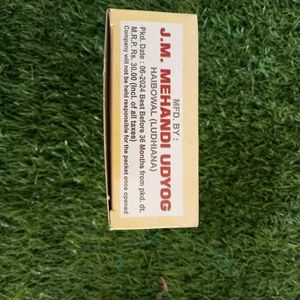 MFD. BY :
J.M. MEHANDI UDYOG
HAIBOWAL (LUDHIANA)
Pkd. Date : 06-2024 Best Before 36 Months from pkd. dt.
M.R.P. Rs. 30.00 (Incl. of all taxes)
Company will not be held responsible for the packet once opened